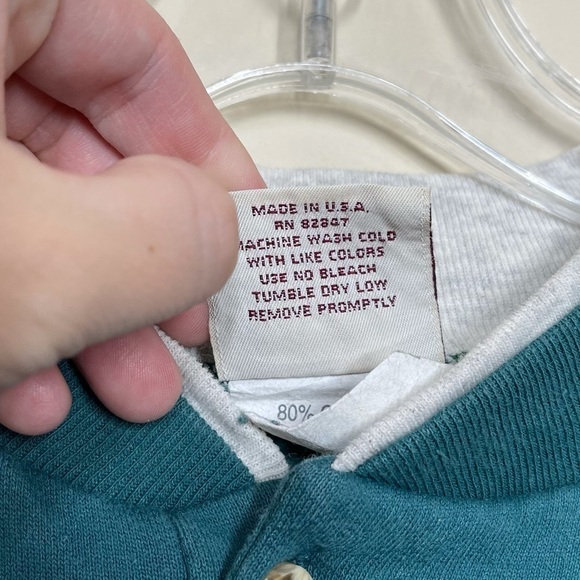 MADE IN U.S.A.
RN 82847
MACHINE WASH COLD
WITH LIKE COLORS
USE NO BLEACH
TUMBLE DRY LOW
REMOVE PROMPTLY
80%